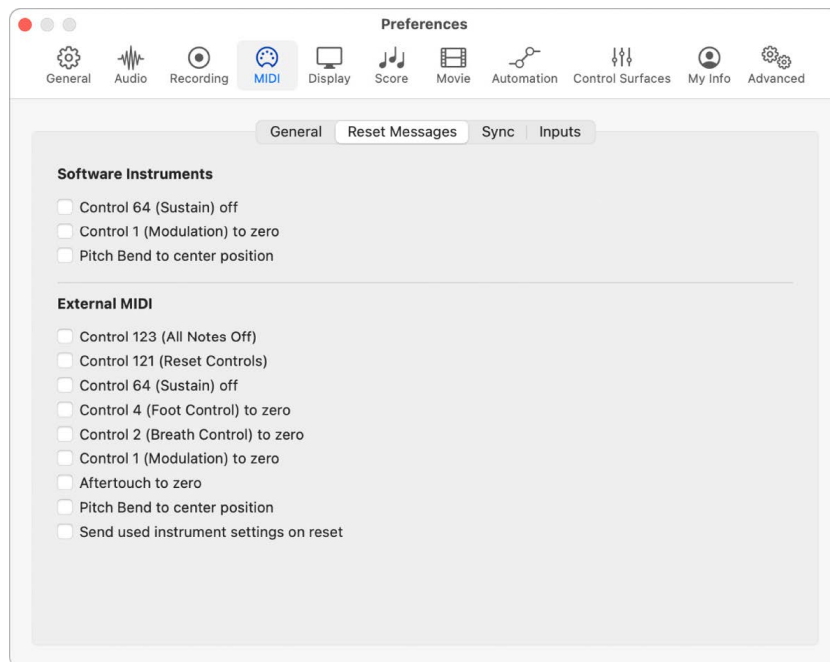 Preferences
General Audio Recording MIDI Display Score Movie Automation Control Surfaces My Info Advanced
General Reset Messages Sync Inputs
Software Instruments
Control 64 (Sustain) off
Control 1 (Modulation) to zero
Pitch Bend to center position
External MIDI
Control 123 (All Notes Off)
Control 121 (Reset Controls)
Control 64 (Sustain) off
Control 4 (Foot Control) to zero
Control 2 (Breath Control) to zero
Control 1 (Modulation) to zero
Aftertouch to zero
Pitch Bend to center position
Send used instrument settings on reset